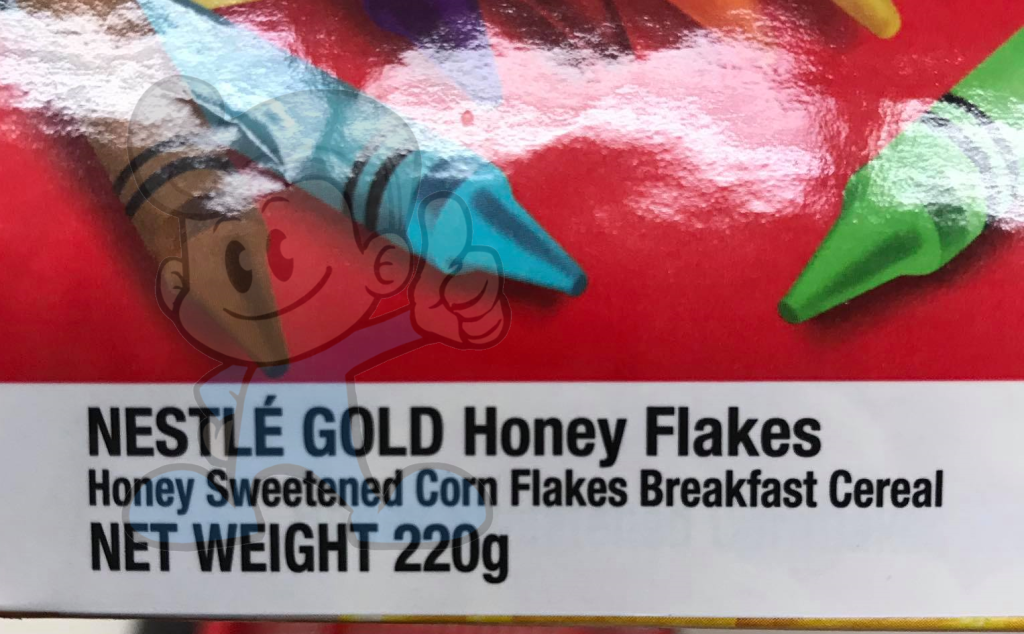 NESTLÉ GOLD Honey Flakes
Honey Sweetened Corn Flakes Breakfast Cereal
NET WEIGHT 220g